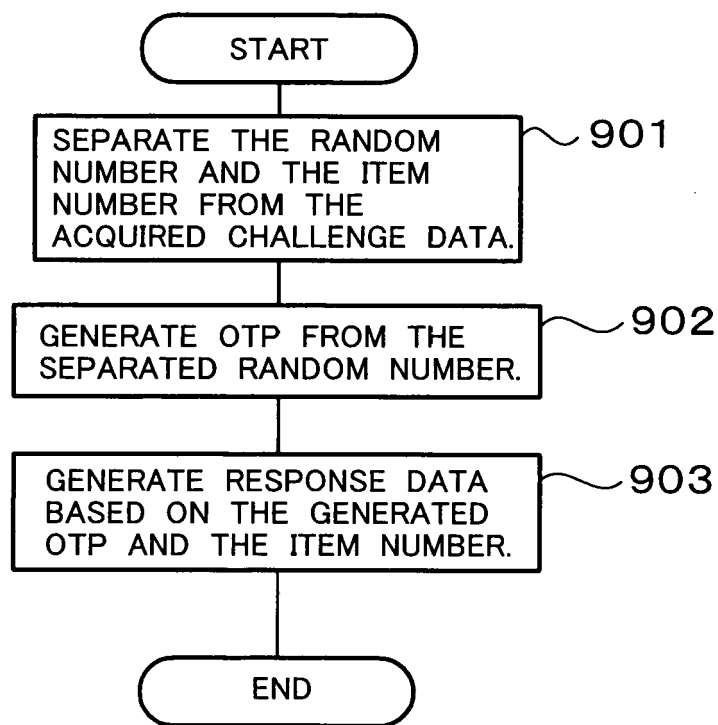 START
SEPARATE THE RANDOM
NUMBER AND THE ITEM
NUMBER FROM THE
ACQUIRED CHALLENGE DATA.
901
GENERATE OTP FROM THE
SEPARATED RANDOM NUMBER.
902
GENERATE RESPONSE DATA
BASED ON THE GENERATED
OTP AND THE ITEM NUMBER.
903
END